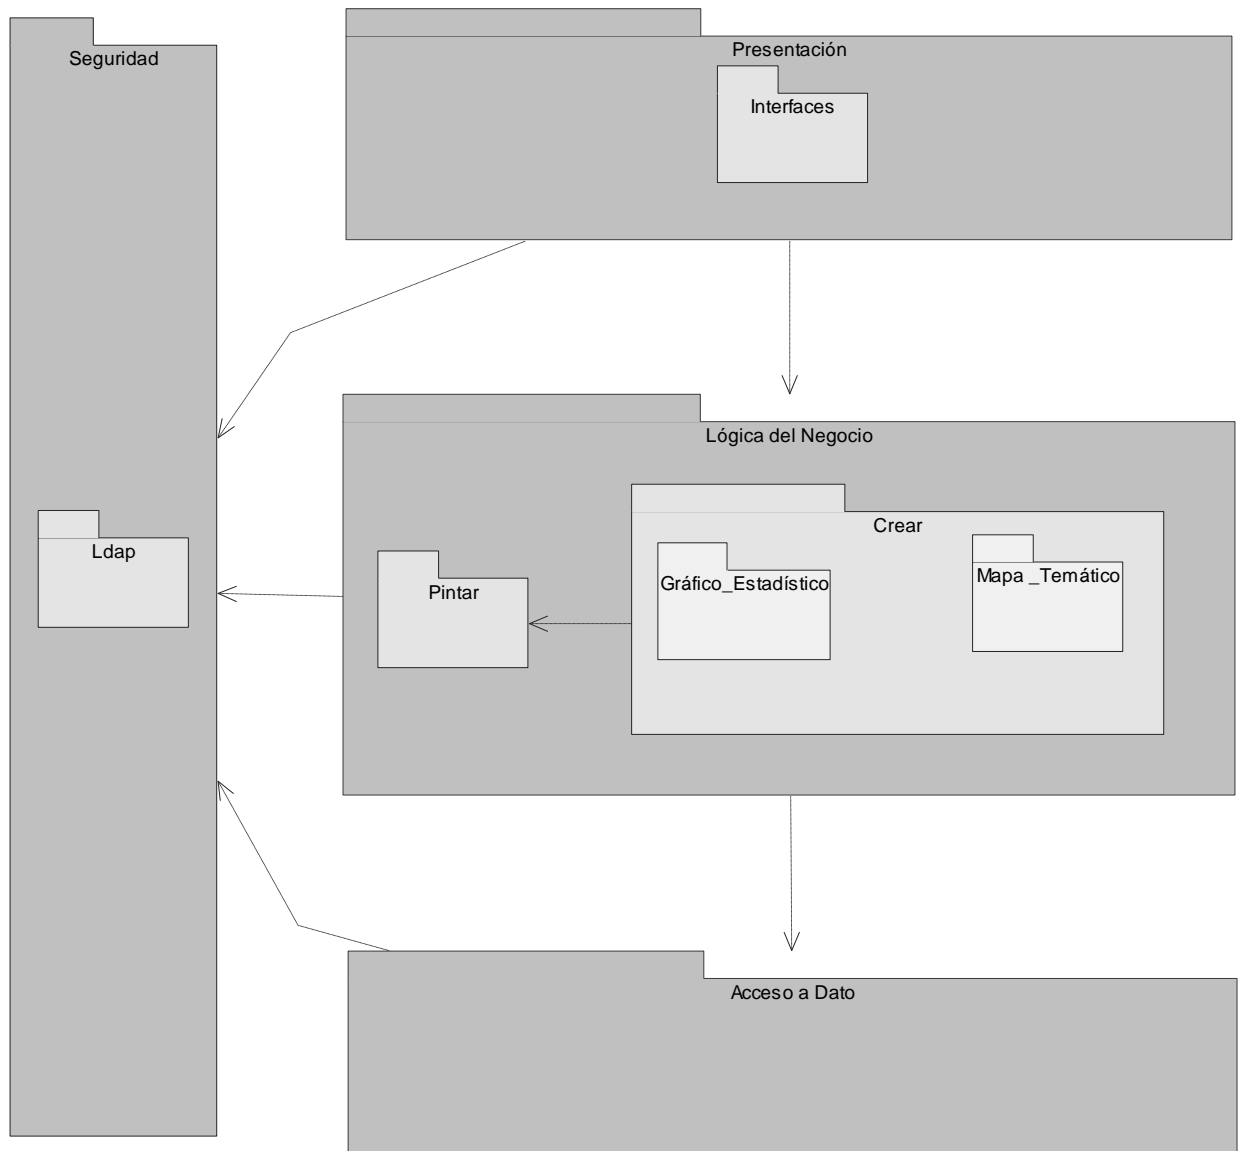 Seguridad
Presentación
Interfaces
Lógica del Negocio
Crear
Ldap
Pintar
Gráfico_Estadístico
Mapa _Temático
Acceso a Dato